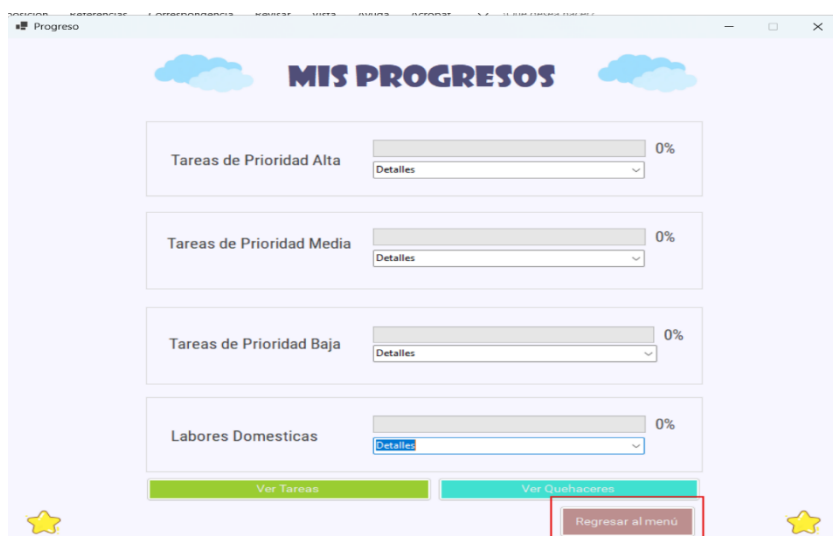 Progreso
MIS PROGRESOS
Tareas de Prioridad Alta
0%
Detalles
Tareas de Prioridad Media
0%
Detalles
Tareas de Prioridad Baja
0%
Detalles
Labores Domesticas
0%
Detalles
Ver Tareas
Ver Quehaceres
Regresar al menú